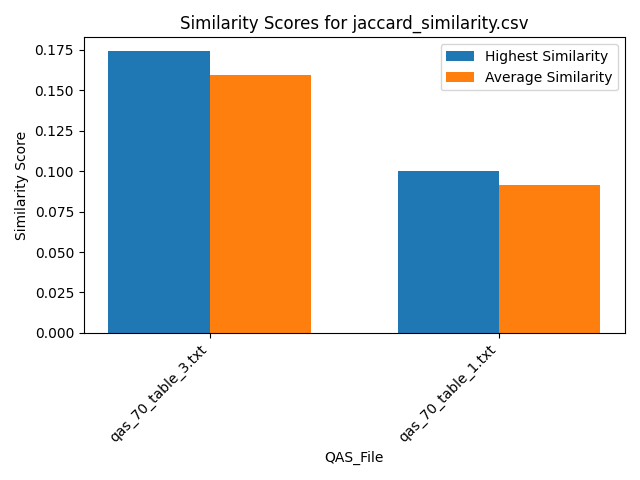 Similarity Scores for jaccard_similarity.csv
Highest Similarity
Average Similarity
Similarity Score
0.175
0.150
0.125
0.100
0.075
0.050
0.025
0.000
qas_70_table_3.txt
qas_70_table_1.txt
QAS_File